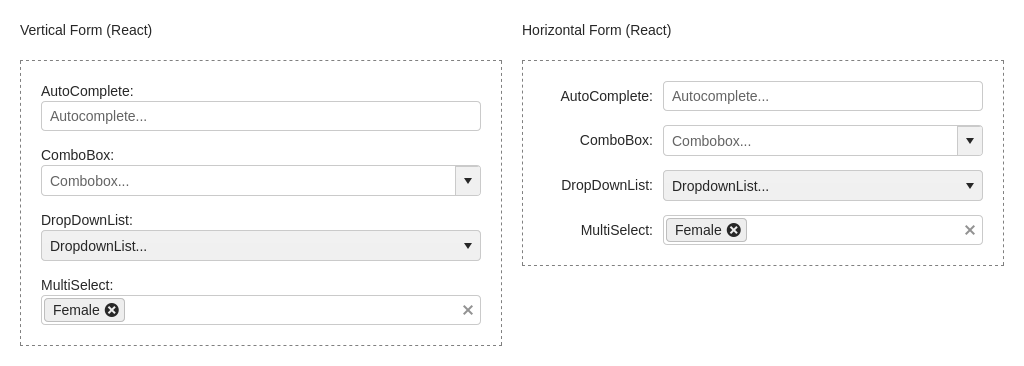 Vertical Form (React)
AutoComplete:
Autocomplete...
ComboBox:
Combobox...
DropDownList:
DropdownList...
MultiSelect:
Female
Horizontal Form (React)
AutoComplete: Autocomplete...
ComboBox: Combobox...
DropDownList: DropdownList...
MultiSelect: Female